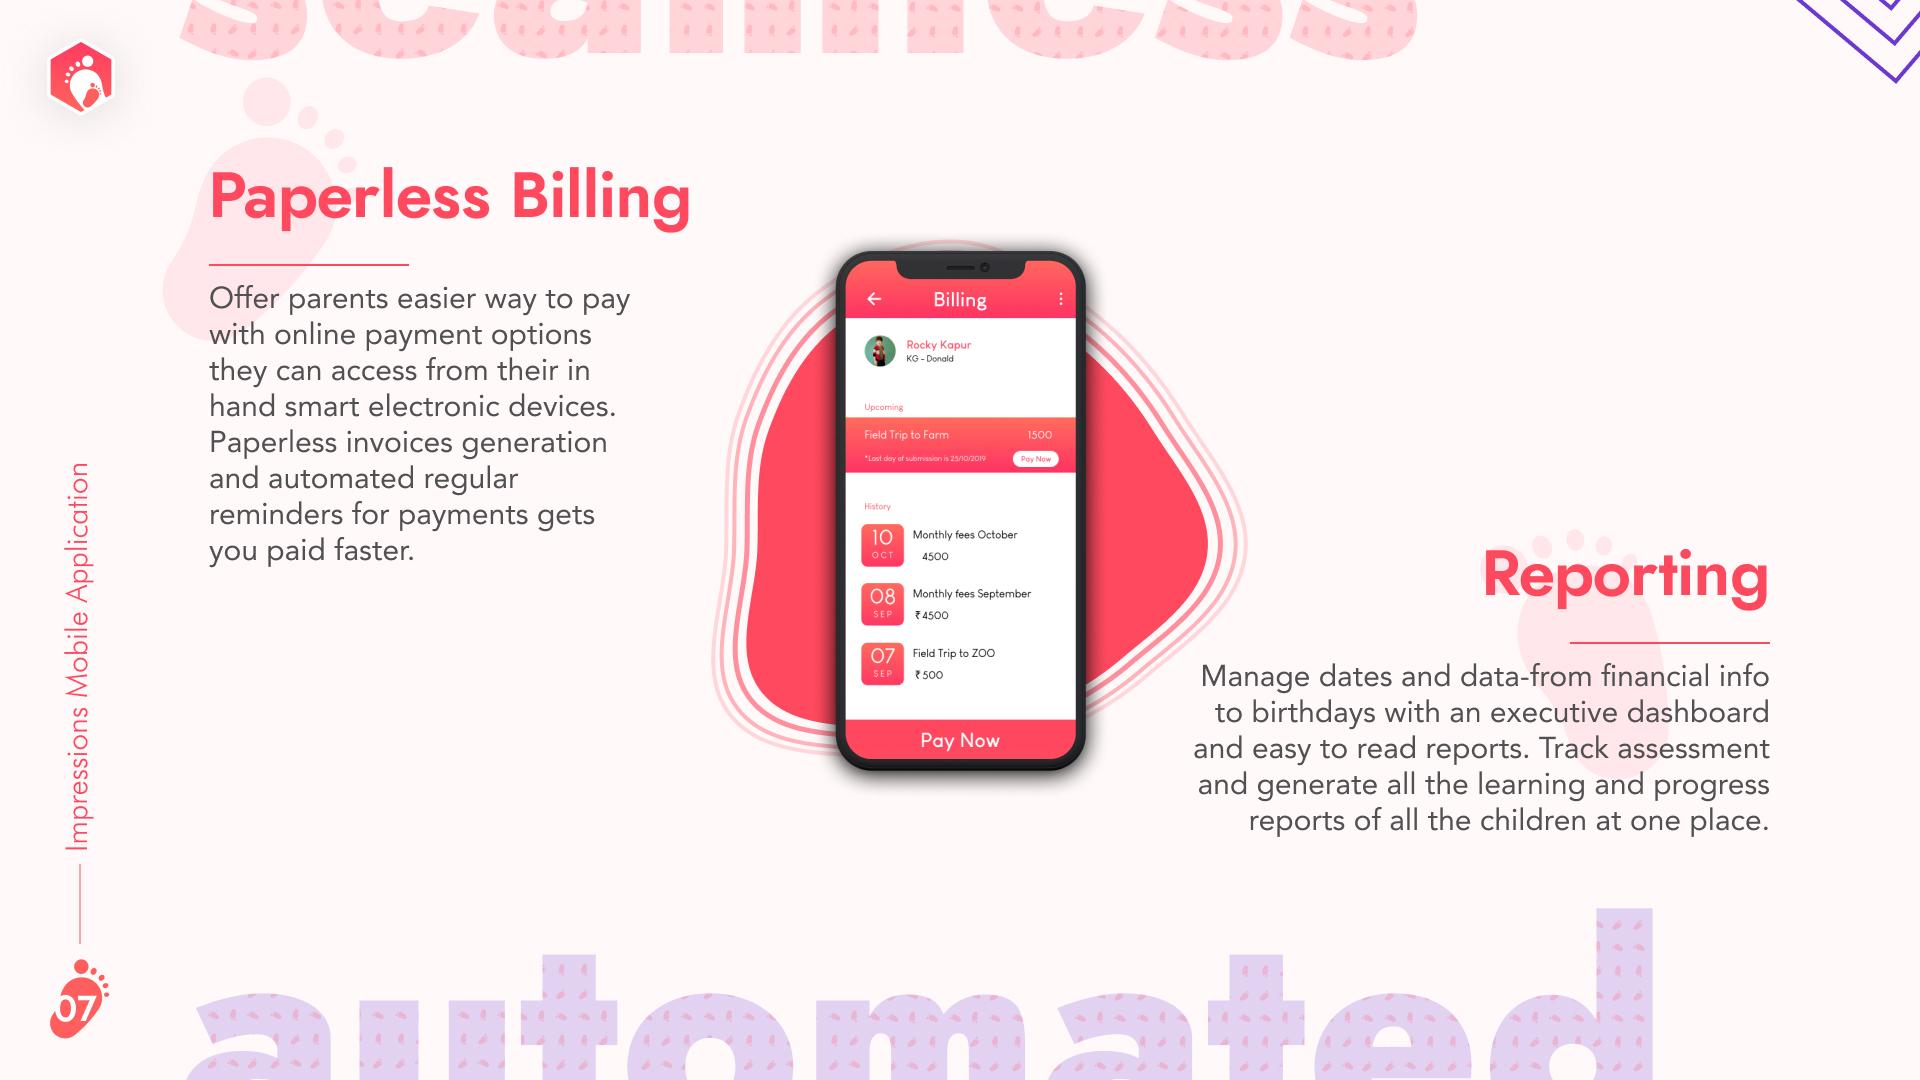 seamless
Paperless Billing
Offer parents easier way to pay
with online payment options
they can access from their in
hand smart electronic devices.
Paperless invoices generation
and automated regular
reminders for payments gets
you paid faster.
Billing
Rocky Kapur
KG - Donald
Upcoming
Field Trip to Farm 1500
*Last day of submission is 25/10/2019 Pay Now
History
10 OCT
Monthly fees October
4500
08 SEP
Monthly fees September
₹4500
07 SEP
Field Trip to ZOO
₹500
Pay Now
Reporting
Manage dates and data-from financial info
to birthdays with an executive dashboard
and easy to read reports. Track assessment
and generate all the learning and progress
reports of all the children at one place.
Impressions Mobile Application
07
automated